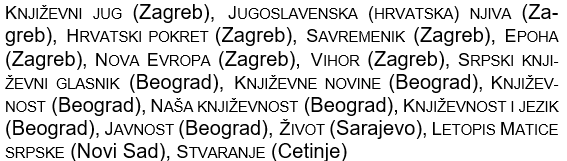 KNJIŽEVNI JUG (Zagreb), JUGOSLAVENSKA (HRVATSKA) NJIVA (Za-
greb), HRVATSKI POKRET (Zagreb), SAVREMENIK (Zagreb), EPOHA
(Zagreb), NOVA EVROPA (Zagreb), VIHOR (Zagreb), SRPSKI KNJI-
ŽEVNI GLASNIK (Beograd), KNJIŽEVNE NOVINE (Beograd), KNJIŽEV-
NOST (Beograd), NAŠA KNJIŽEVNOST (Beograd), KNJIŽEVNOST I JEZIK
(Beograd), JAVNOST (Beograd), ŽIVOT (Sarajevo), LETOPIS MATICE
SRPSKE (Novi Sad), STVARANJE (Cetinje)